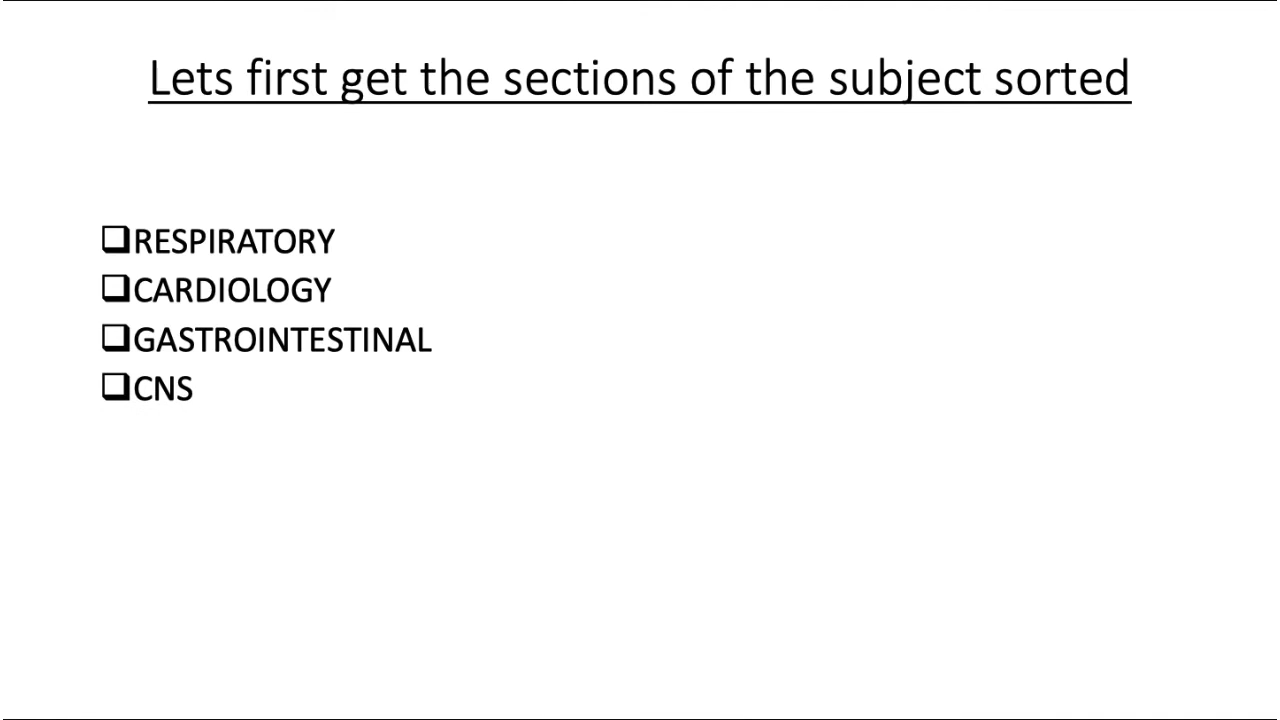 Lets first get the sections of the subject sorted
❑RESPIRATORY
❑CARDIOLOGY
❑GASTROINTESTINAL
❑CNS